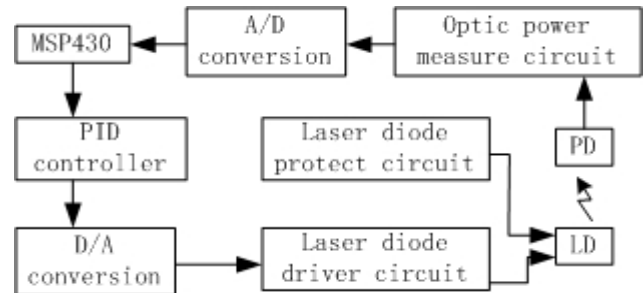 MSP430
A/D
conversion
Optic power
measure circuit
PID
controller
Laser diode
protect circuit
PD
D/A
conversion
Laser diode
driver circuit
LD